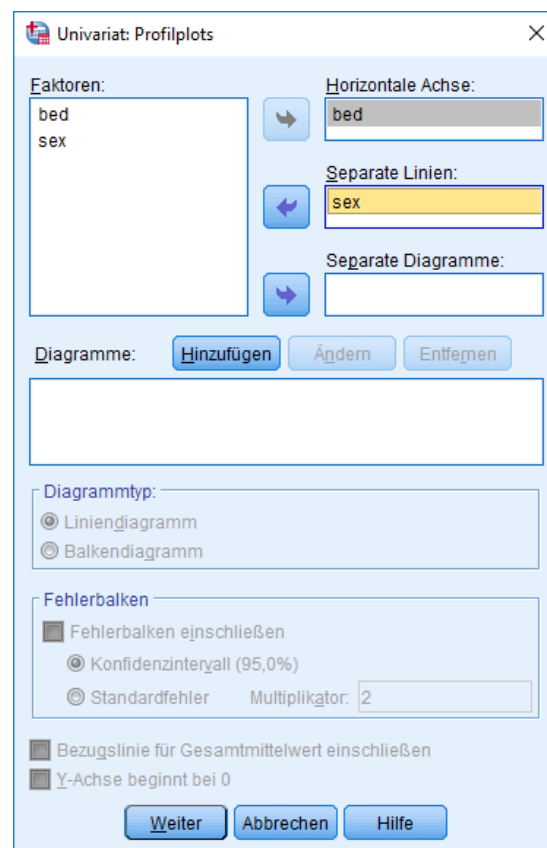 Univariat: Profilplots
Faktoren:
bed
sex
Horizontale Achse:
bed
Separate Linien:
sex
Separate Diagramme:
Diagramme:
Hinzufügen
Ändern
Entfernen
Diagrammtyp:
Liniendiagramm
Balkendiagramm
Fehlerbalken
Fehlerbalken einschließen
Konfidenzintervall (95,0%)
Standardfehler Multiplikator: 2
Bezugslinie für Gesamtmittelwert einschließen
Y-Achse beginnt bei 0
Weiter
Abbrechen
Hilfe